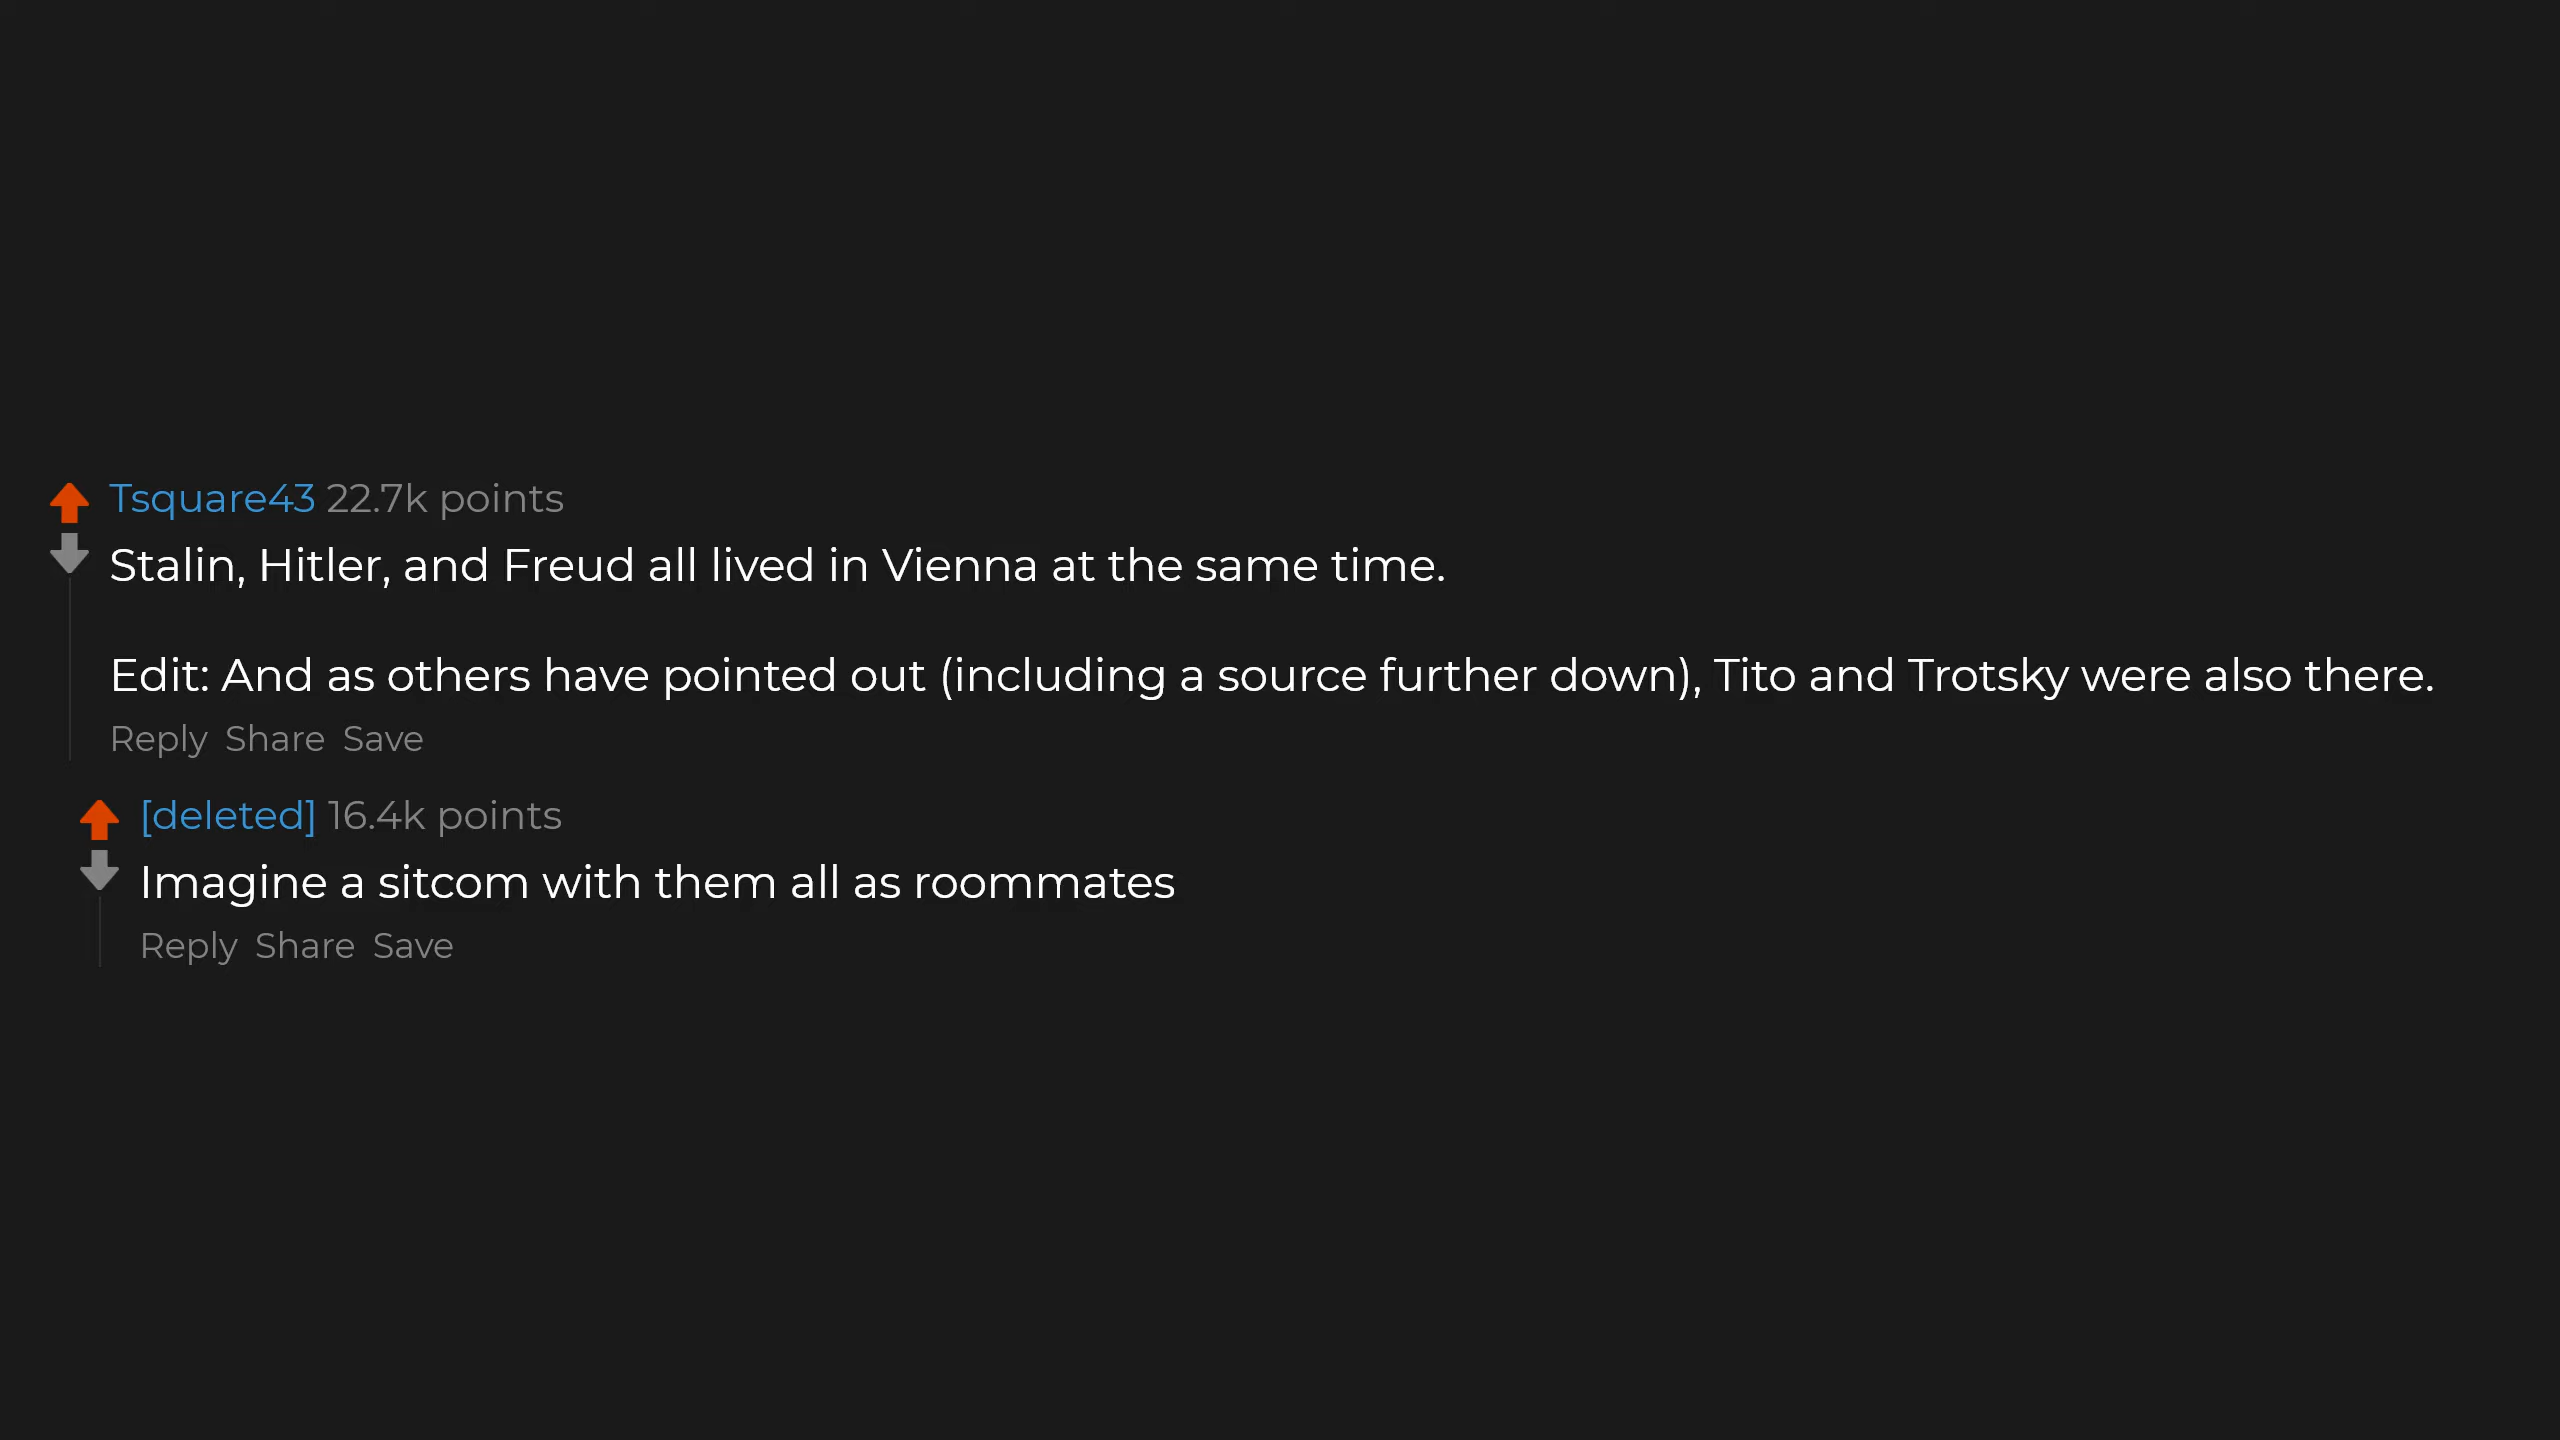 Tsquare43 22.7k points
Stalin, Hitler, and Freud all lived in Vienna at the same time.
Edit: And as others have pointed out (including a source further down), Tito and Trotsky were also there.
Reply Share Save
[deleted] 16.4k points
Imagine a sitcom with them all as roommates
Reply Share Save